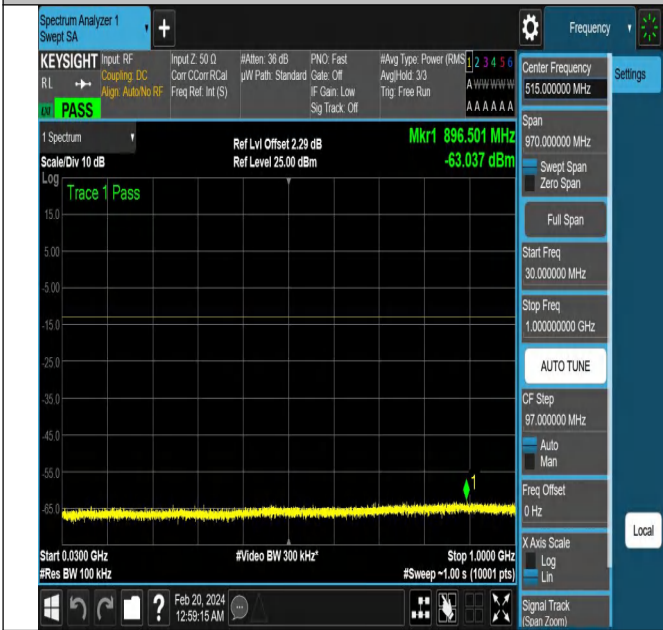 Spectrum Analyzer 1
Swept SA
Frequency
KEYSIGHT
RL
EXT
PASS
Input: RF
Coupling: DC
Align: Auto/No RF
Input Z: 50 Ω
Corr CCorr RCal
Freq Ref: Int (S)
#Atten: 36 dB
µW Path: Standard
PNO: Fast
Gate: Off
IF Gain: Low
Sig Track: Off
#Avg Type: Power (RMS
Avg|Hold: 3/3
Trig: Free Run
1 2 3 4 5 6
A W W W W W
A A A A A A
1 Spectrum
Scale/Div 10 dB
Ref Lvl Offset 2.29 dB
Ref Level 25.00 dBm
Mkr1 896.501 MHz
-63.037 dBm
Log
Trace 1 Pass
15.0
5.00
-5.00
-15.0
-25.0
-35.0
-45.0
-55.0
-65.0
1
Start 0.0300 GHz
#Res BW 100 kHz
#Video BW 300 kHz*
Stop 1.0000 GHz
#Sweep ~1.00 s (10001 pts)
?
Feb 20, 2024
12:59:15 AM
Center Frequency
515.000000 MHz
Span
970.000000 MHz
Swept Span
Zero Span
Full Span
Start Freq
30.000000 MHz
Stop Freq
1.000000000 GHz
AUTO TUNE
CF Step
97.000000 MHz
Auto
Man
Freq Offset
0 Hz
X Axis Scale
Log
Lin
Signal Track
(Span Zoom)
Settings
Local